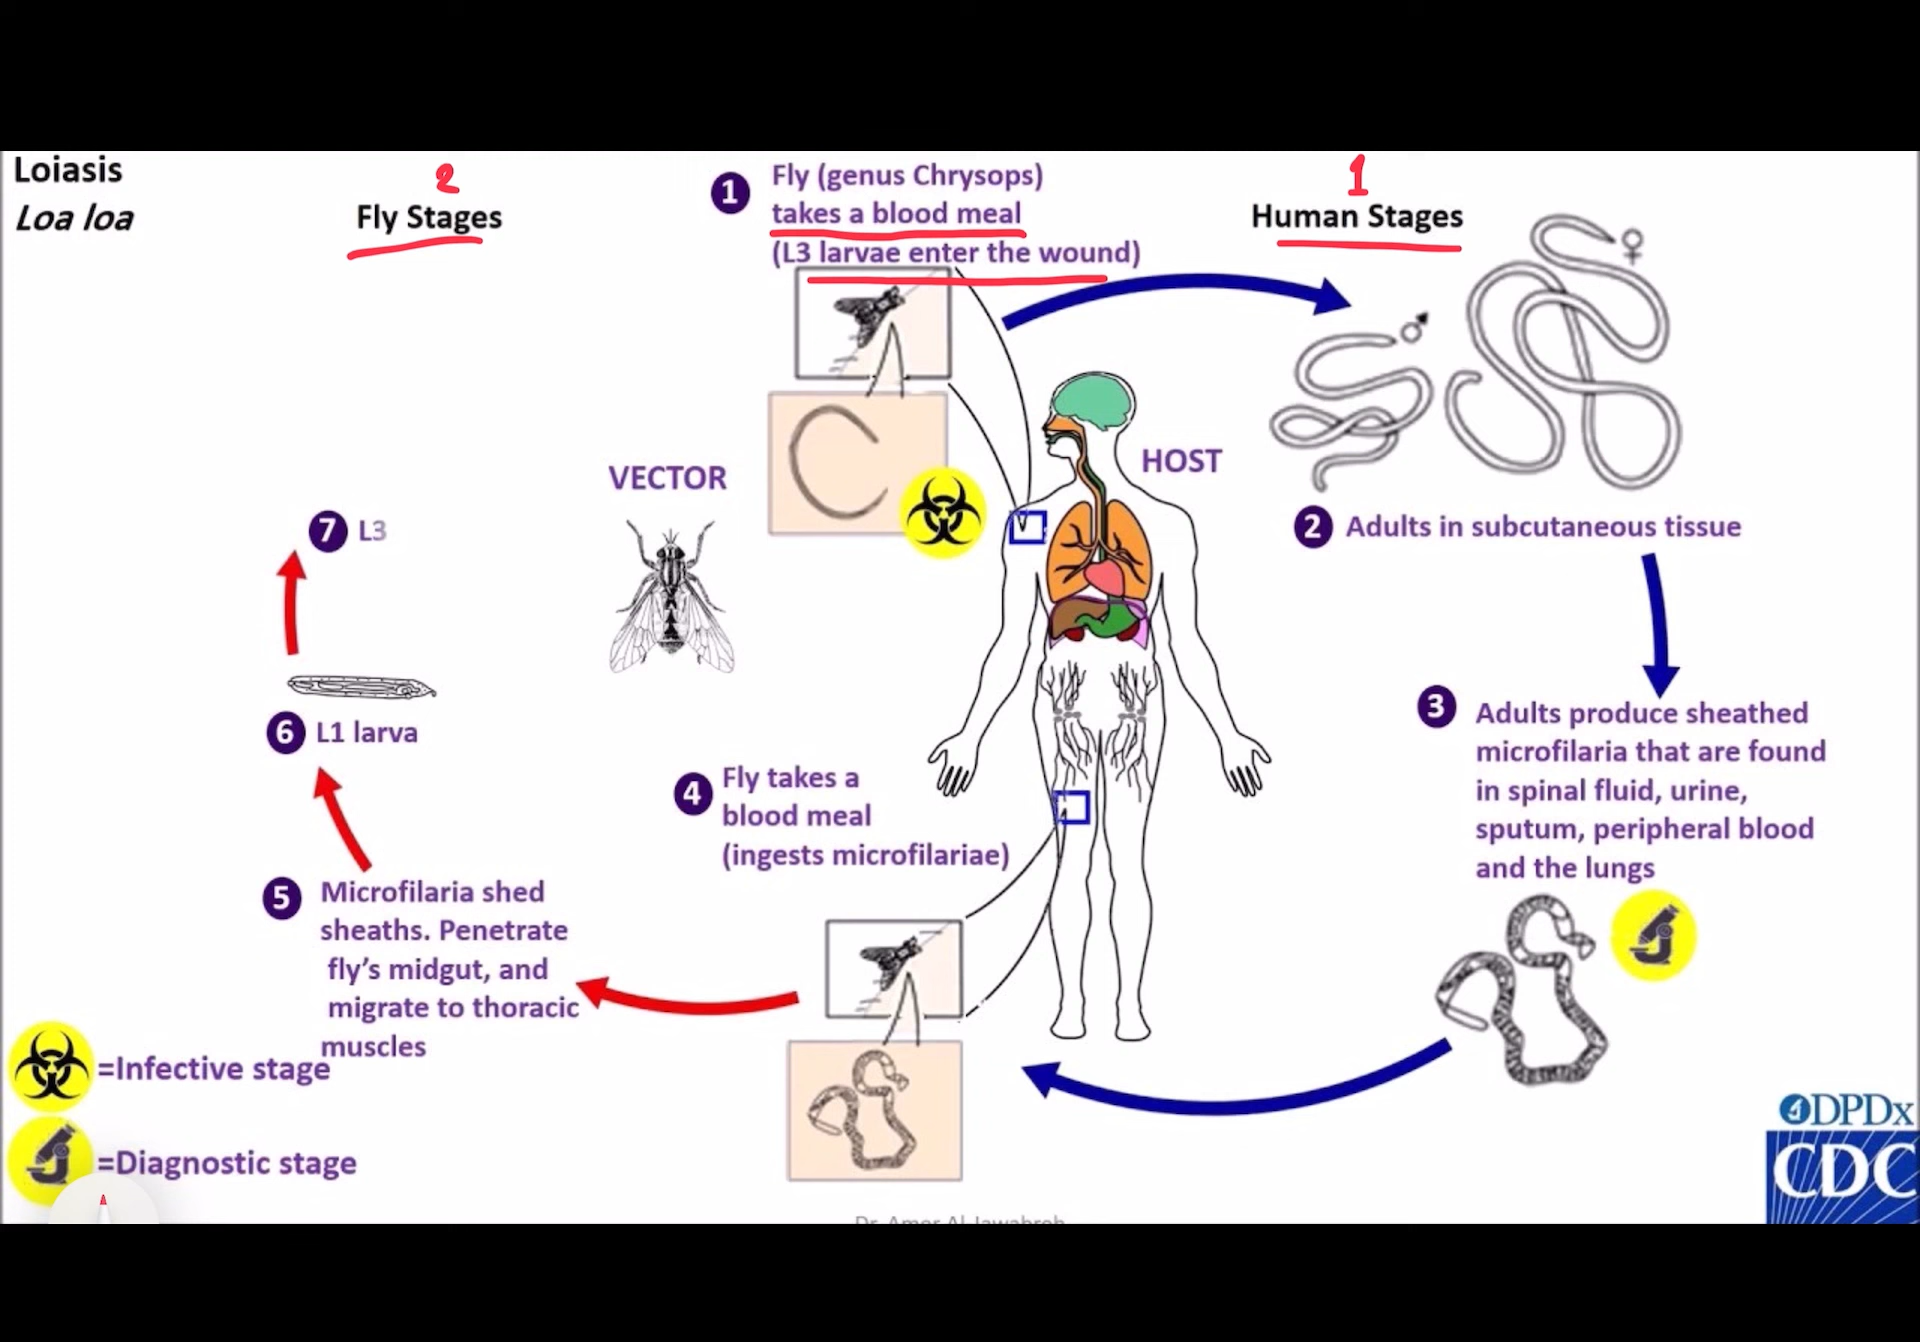 Loiasis
Loa loa
2
Fly Stages
1 Fly (genus Chrysops)
takes a blood meal
(L3 larvae enter the wound)
1
Human Stages
VECTOR
HOST
2 Adults in subcutaneous tissue
3 Adults produce sheathed
microfilaria that are found
in spinal fluid, urine,
sputum, peripheral blood
and the lungs
4 Fly takes a
blood meal
(ingests microfilariae)
5 Microfilaria shed
sheaths. Penetrate
fly's midgut, and
migrate to thoracic
muscles
6 L1 larva
7 L3
=Infective stage
=Diagnostic stage
DPDx
CDC